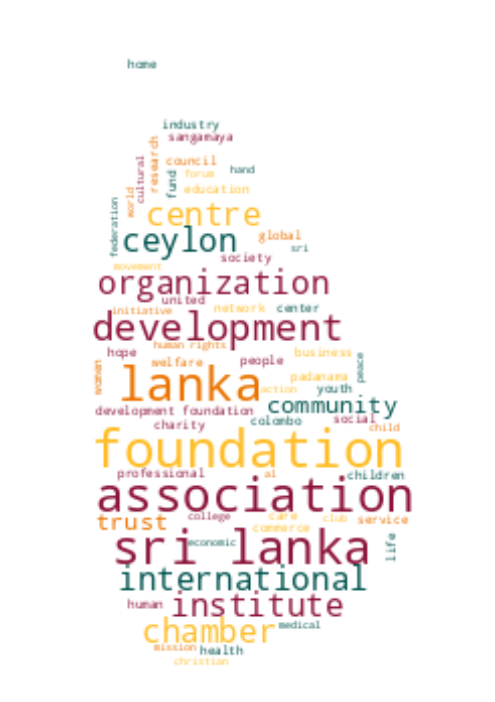 home
industry
sangamaya
research council
cultural forum hand
fund
world education
centre
federation ceylon global
sri
society
movement
organization
united
initiative network center
development
human rights
hope business
women welfare people peace
lanka padanama
action youth
community
development foundation social
colombo
charity child
foundation
professional al children
association
trust college care club service
commerce
sri lanka
economic life
international
human institute
chamber medical
mission health
christian